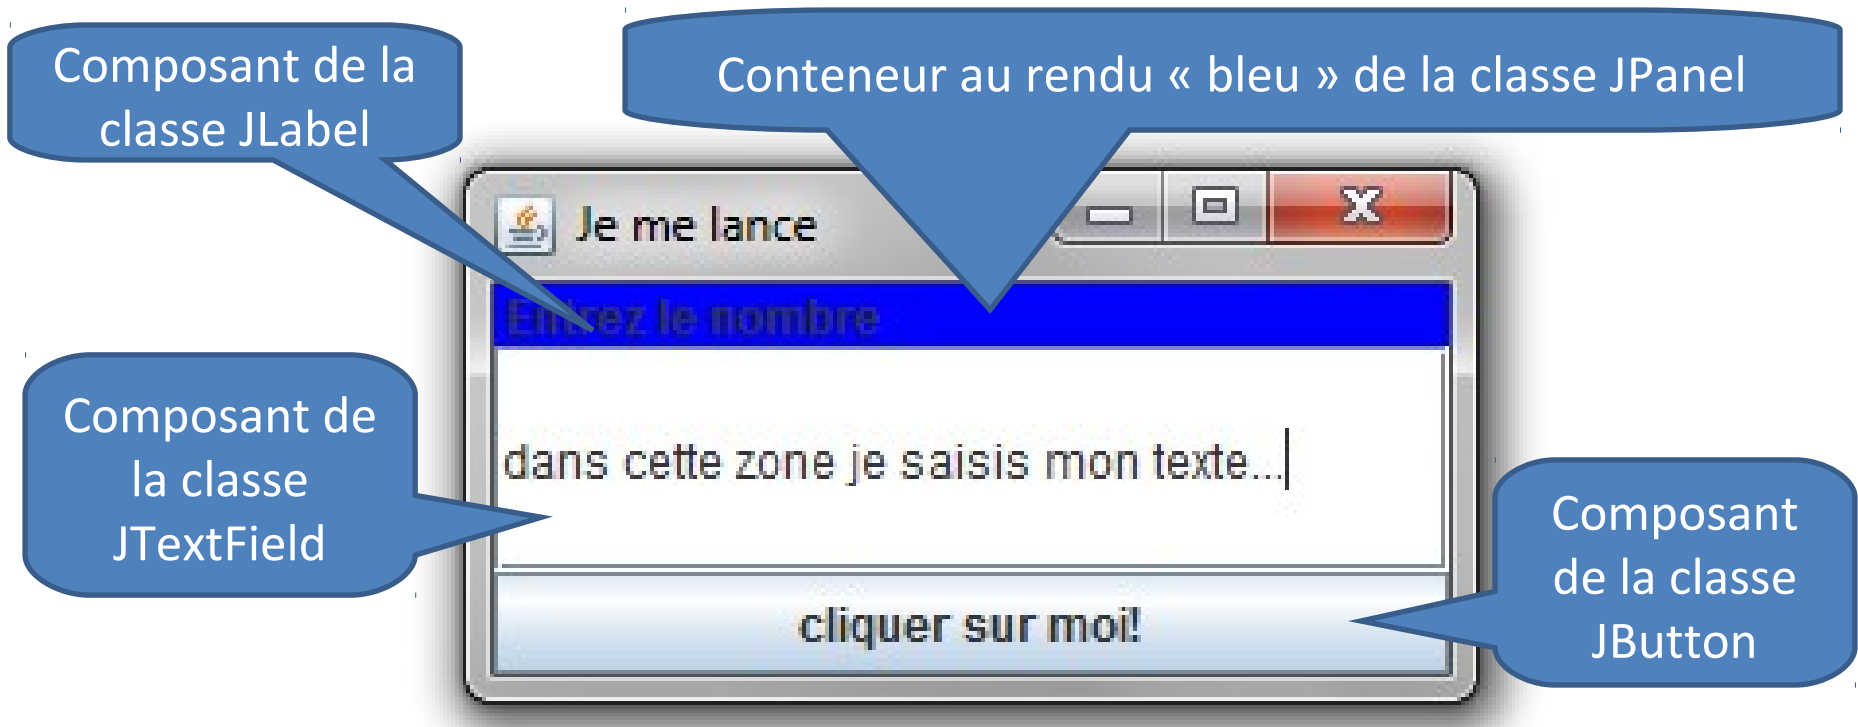 Composant de la
classe JLabel
Conteneur au rendu « bleu » de la classe JPanel
Je me lance
Entrez le nombre
Composant de
la classe
JTextField
dans cette zone je saisis mon texte...
Composant
de la classe
JButton
cliquer sur moi!